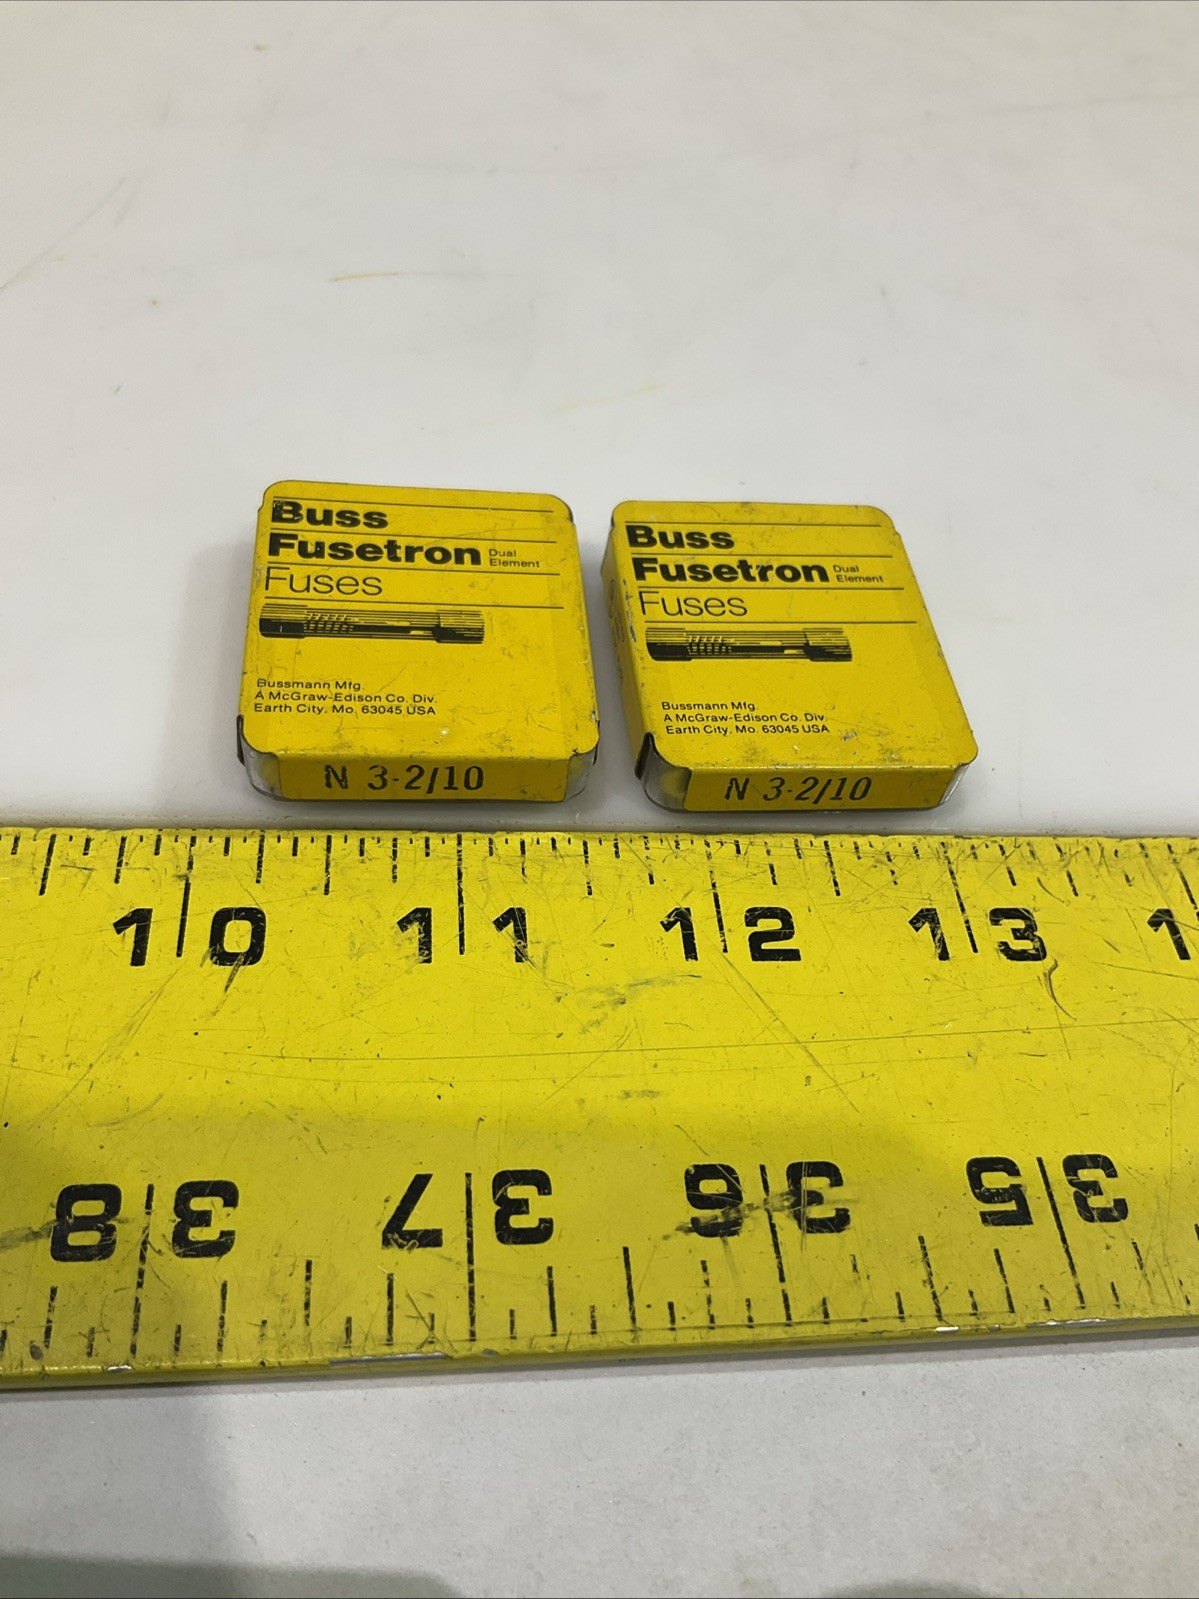 Buss
Fusetron Dual Element
Fuses
Bussmann Mfg.
A McGraw-Edison Co. Div.
Earth City, Mo. 63045 USA
N 3-2/10
Buss
Fusetron Dual Element
Fuses
Bussmann Mfg.
A McGraw-Edison Co. Div.
Earth City, Mo. 63045 USA
N 3-2/10
10 11 12 13 1
38 37 36 35